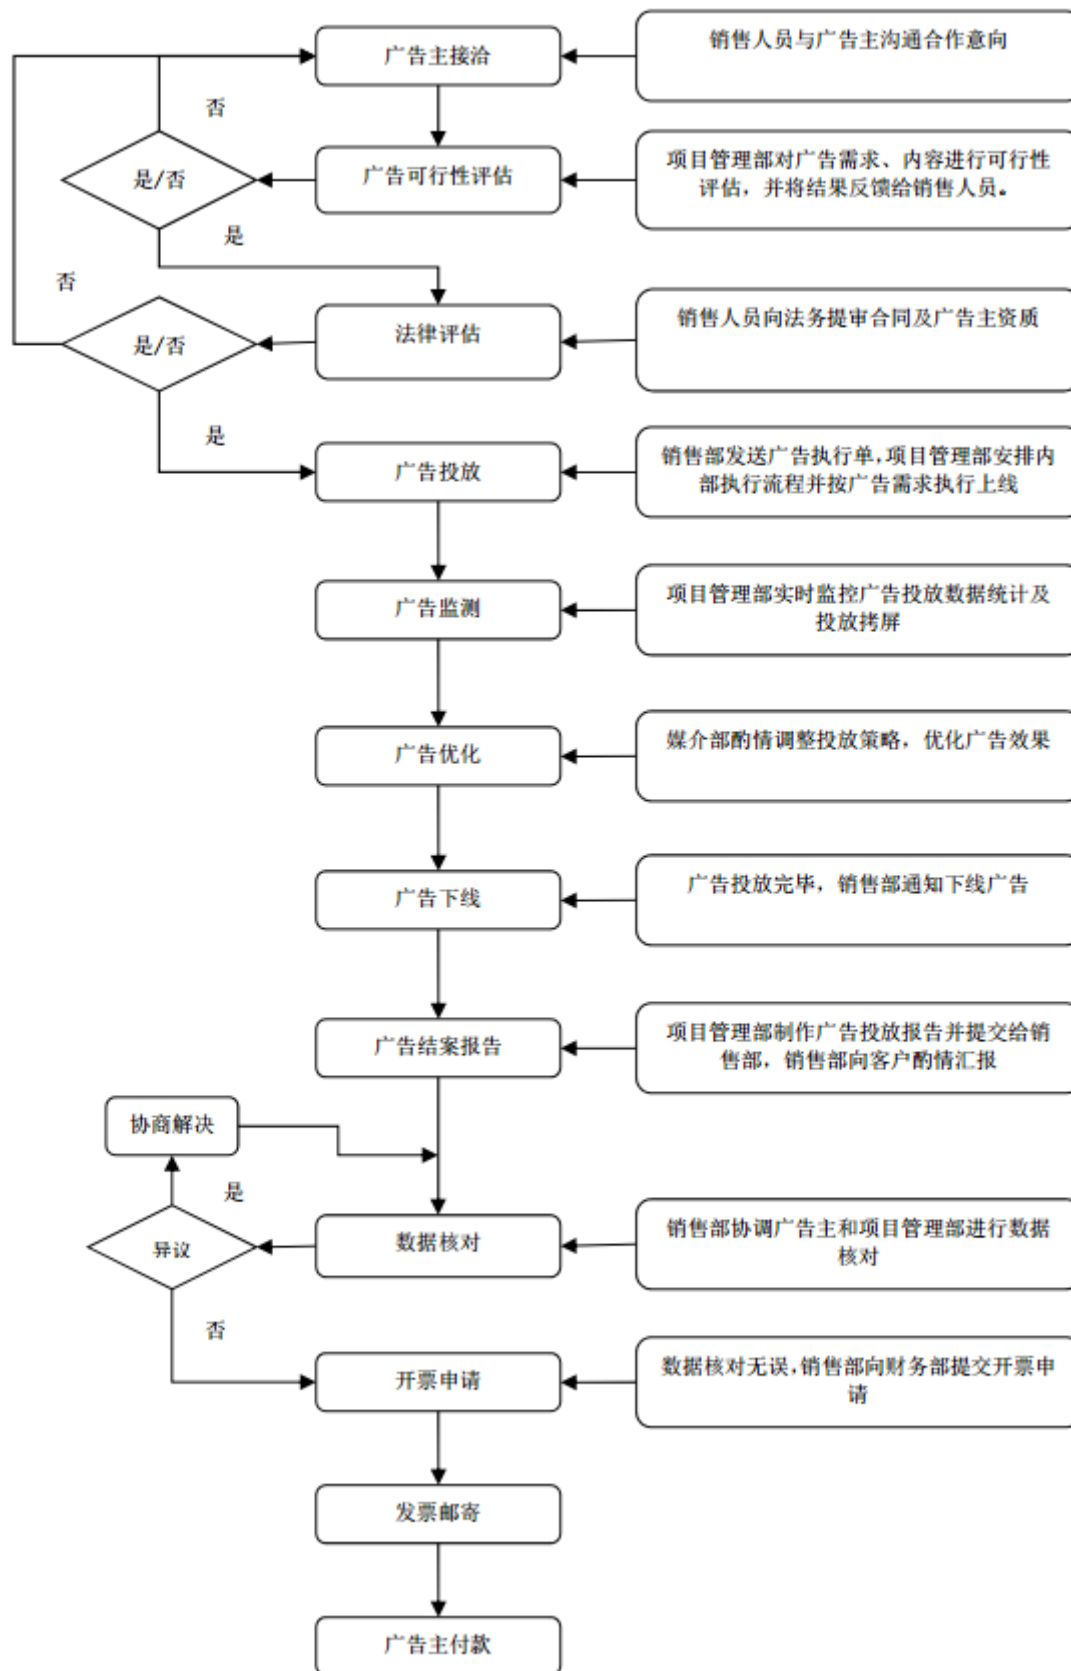 广告主接洽
销售人员与广告主沟通合作意向
否
是/否
广告可行性评估
项目管理部对广告需求、内容进行可行性
评估，并将结果反馈给销售人员。
是
否
是/否
法律评估
销售人员向法务提审合同及广告主资质
是
广告投放
销售部发送广告执行单,项目管理部安排内
部执行流程并按广告需求执行上线
广告监测
项目管理部实时监控广告投放数据统计及
投放拷屏
广告优化
媒介部酌情调整投放策略，优化广告效果
广告下线
广告投放完毕，销售部通知下线广告
广告结案报告
项目管理部制作广告投放报告并提交给销
售部，销售部向客户酌情汇报
协商解决
是
异议
数据核对
销售部协调广告主和项目管理部进行数据
核对
否
开票申请
数据核对无误,销售部向财务部提交开票申
请
发票邮寄
广告主付款